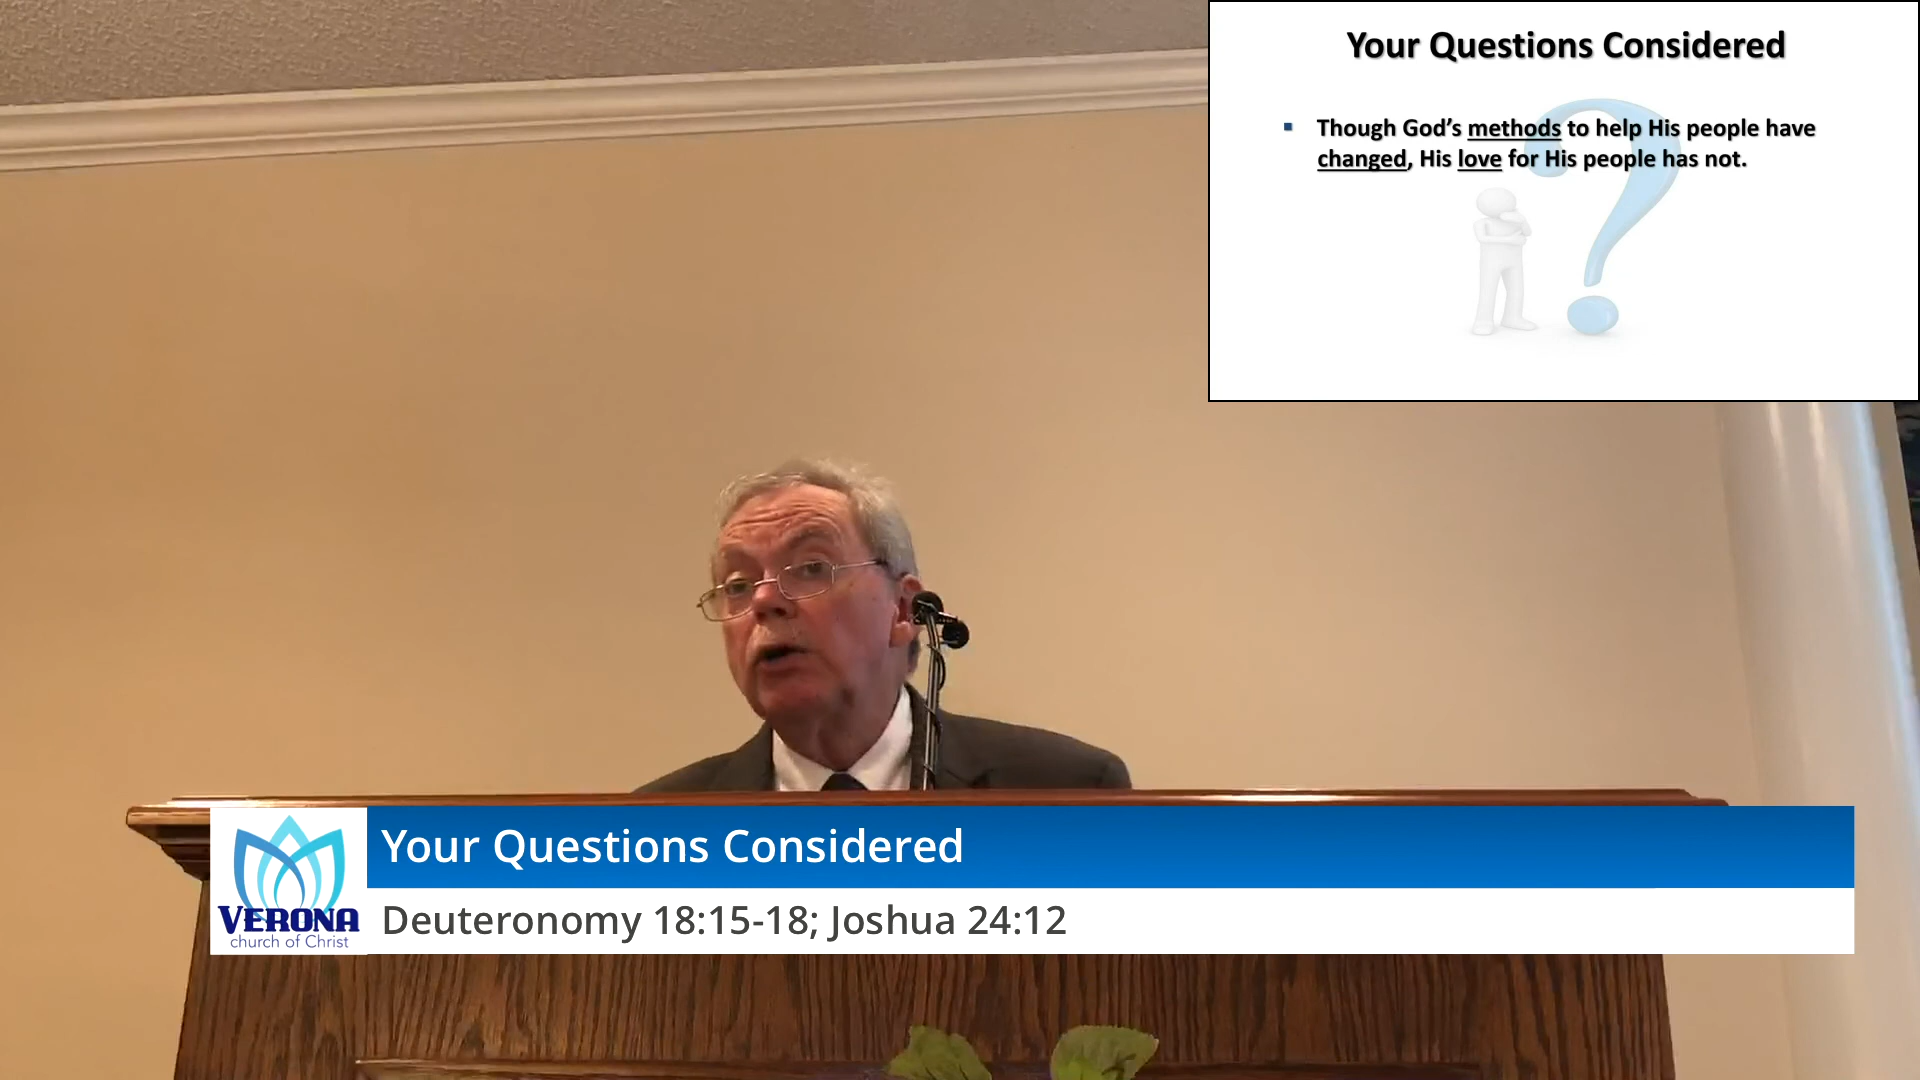 Your Questions Considered
Though God's methods to help His people have
changed, His love for His people has not.
Your Questions Considered
Deuteronomy 18:15-18; Joshua 24:12
VERONA
church of Christ